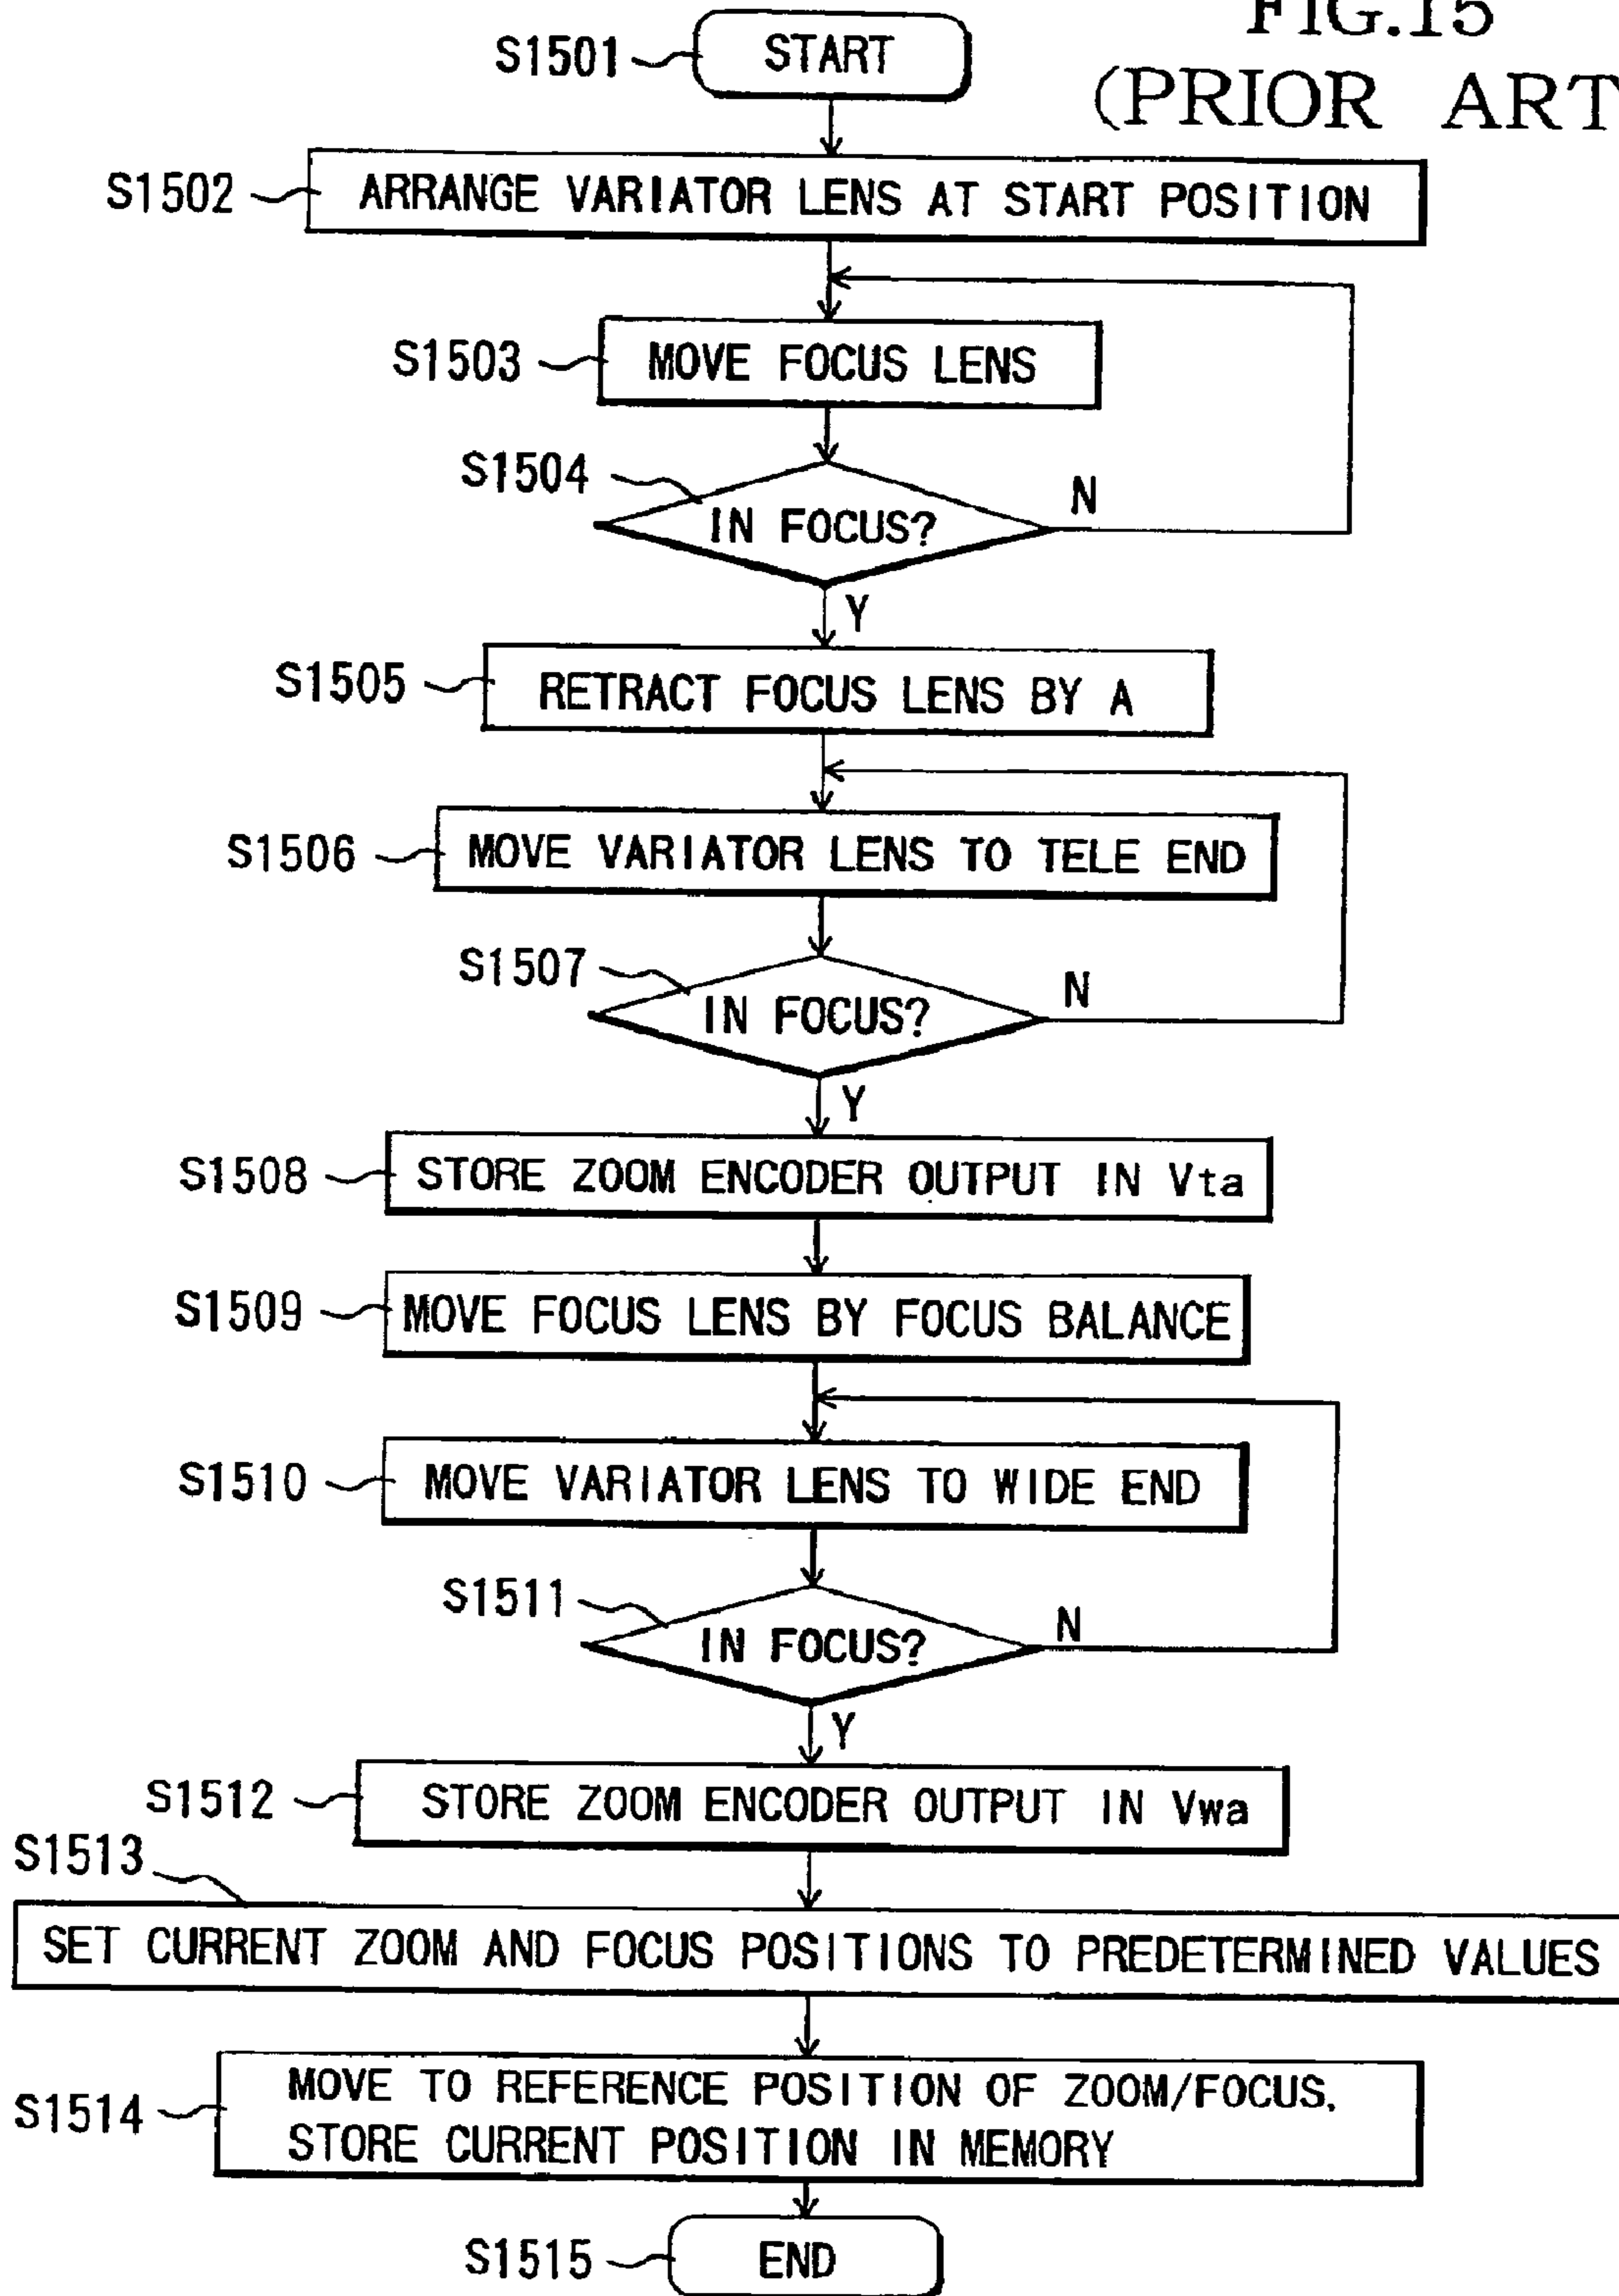 FIG.15
(PRIOR ART
S1501 START
S1502 ARRANGE VARIATOR LENS AT START POSITION
S1503 MOVE FOCUS LENS
S1504 IN FOCUS? N
Y
S1505 RETRACT FOCUS LENS BY A
S1506 MOVE VARIATOR LENS TO TELE END
S1507 IN FOCUS? N
Y
S1508 STORE ZOOM ENCODER OUTPUT IN Vta
S1509 MOVE FOCUS LENS BY FOCUS BALANCE
S1510 MOVE VARIATOR LENS TO WIDE END
S1511 IN FOCUS? N
Y
S1512 STORE ZOOM ENCODER OUTPUT IN Vwa
S1513
SET CURRENT ZOOM AND FOCUS POSITIONS TO PREDETERMINED VALUES
S1514 MOVE TO REFERENCE POSITION OF ZOOM/FOCUS.
STORE CURRENT POSITION IN MEMORY
S1515 END